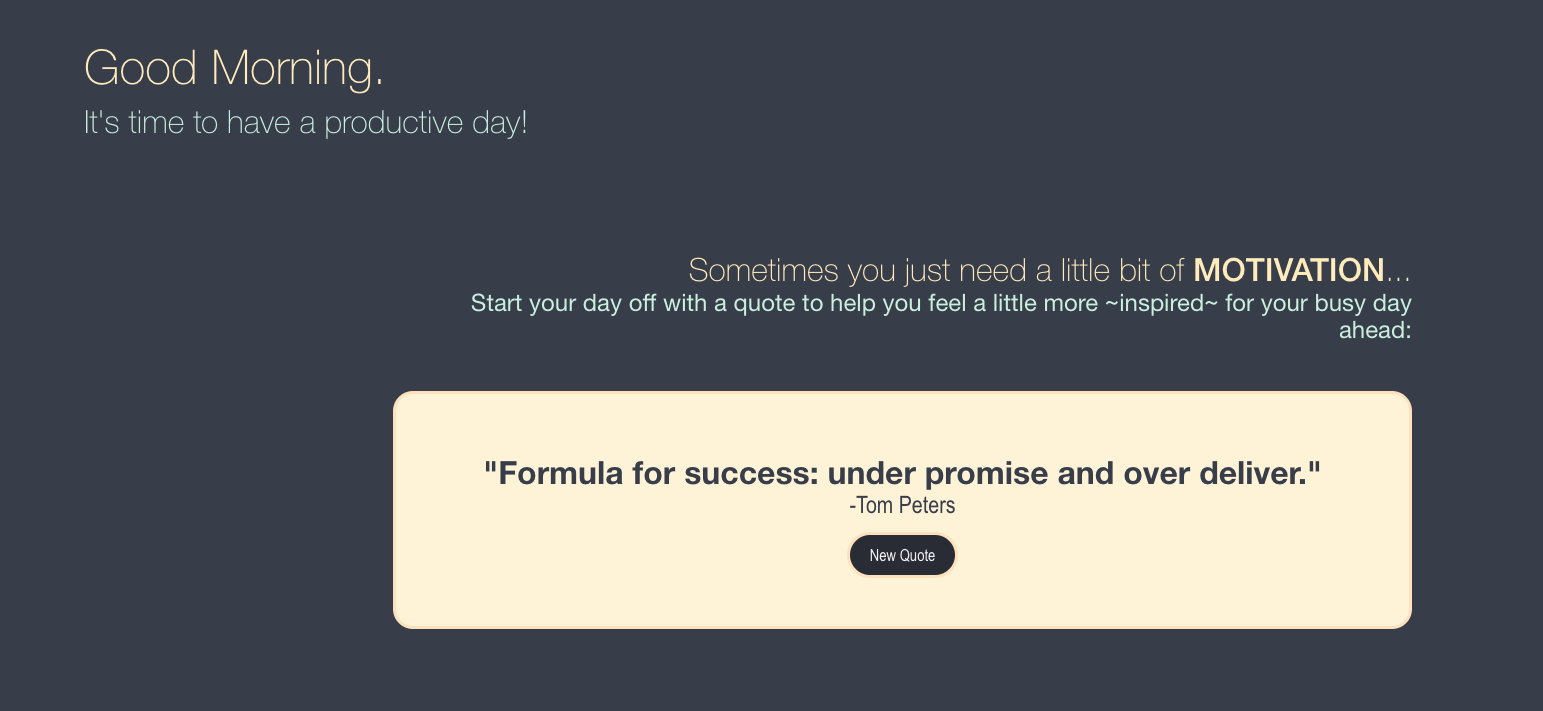 Good Morning.
It's time to have a productive day!
Sometimes you just need a little bit of MOTIVATION...
Start your day off with a quote to help you feel a little more ~inspired~ for your busy day
ahead:
"Formula for success: under promise and over deliver."
-Tom Peters
New Quote